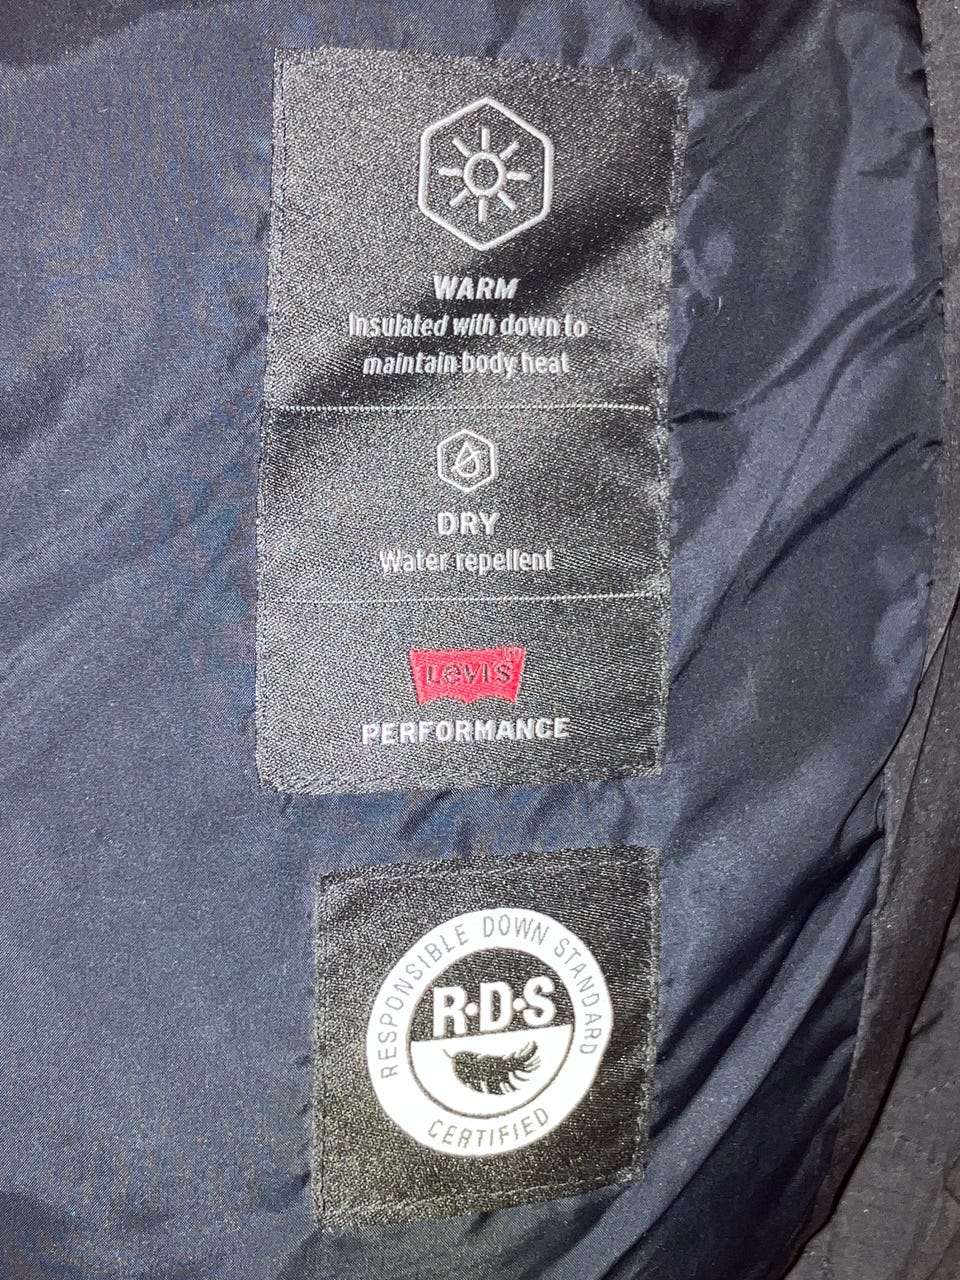 WARM
Insulated with down to
maintain body heat
DRY
Water repellent
Levi's
PERFORMANCE
RESPONSIBLE DOWN STANDARD
R·D·S
CERTIFIED